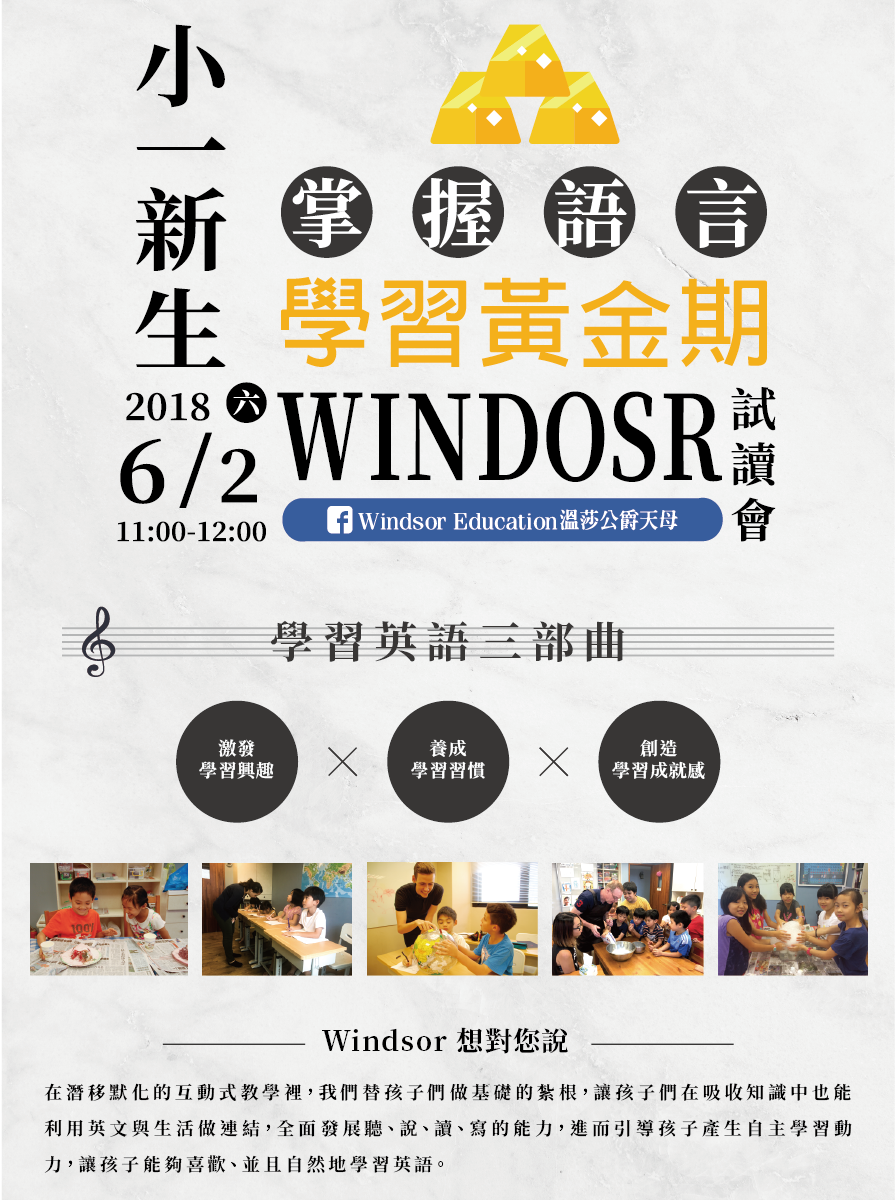 小一新生
掌握語言
學習黃金期
2018 六
6/2
11:00-12:00
WINDOSR
試讀會
f Windsor Education溫莎公爵天母
學習英語三部曲
激發
學習興趣
×
養成
學習習慣
×
創造
學習成就感
Windsor 想對您說
在潛移默化的互動式教學裡，我們替孩子們做基礎的紮根，讓孩子們在吸收知識中也能
利用英文與生活做連結，全面發展聽、說、讀、寫的能力，進而引導孩子產生自主學習動
力，讓孩子能夠喜歡、並且自然地學習英語。